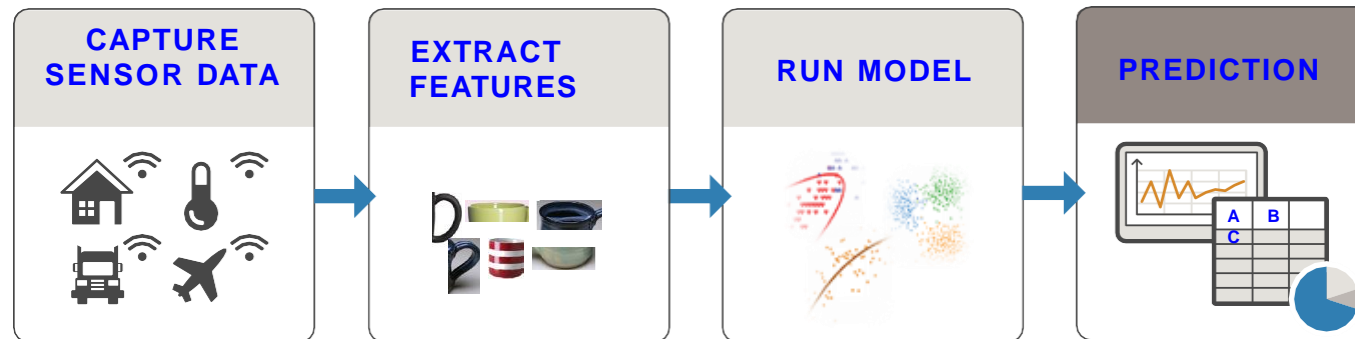 CAPTURE
SENSOR DATA
EXTRACT
FEATURES
RUN MODEL
PREDICTION
A B
C